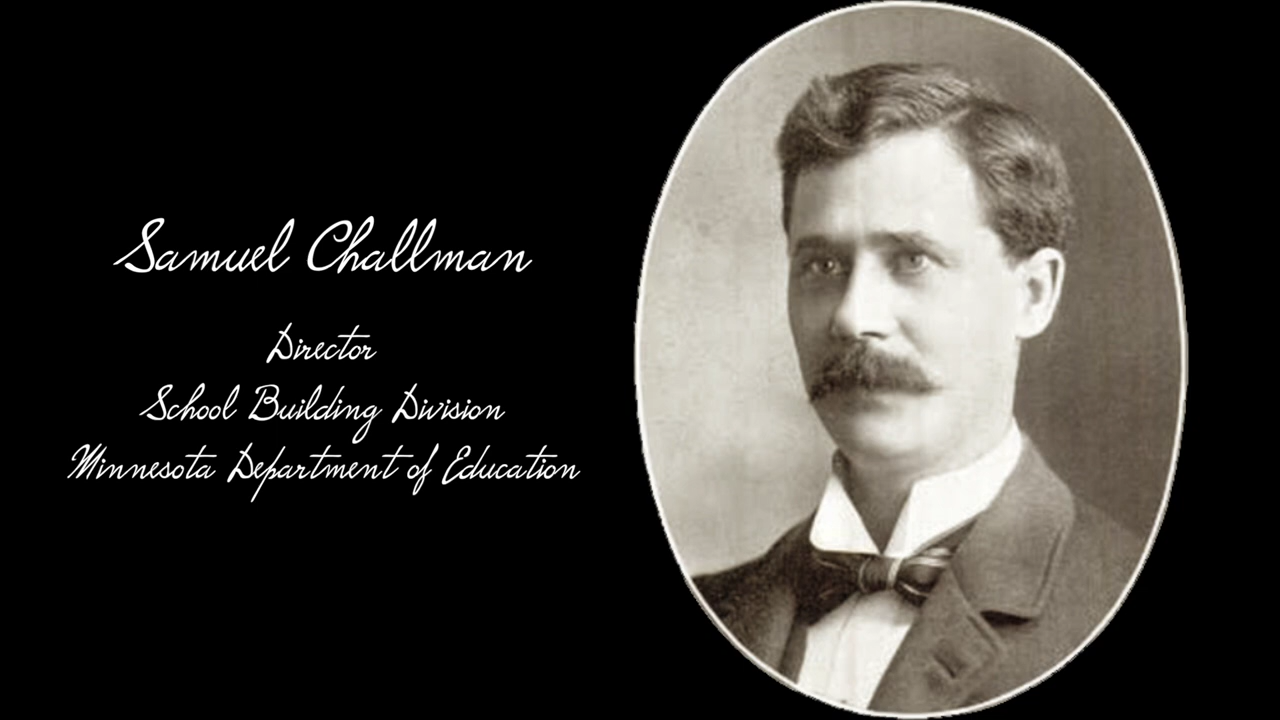 Samuel Challman
Director
School Building Division
Minnesota Department of Education